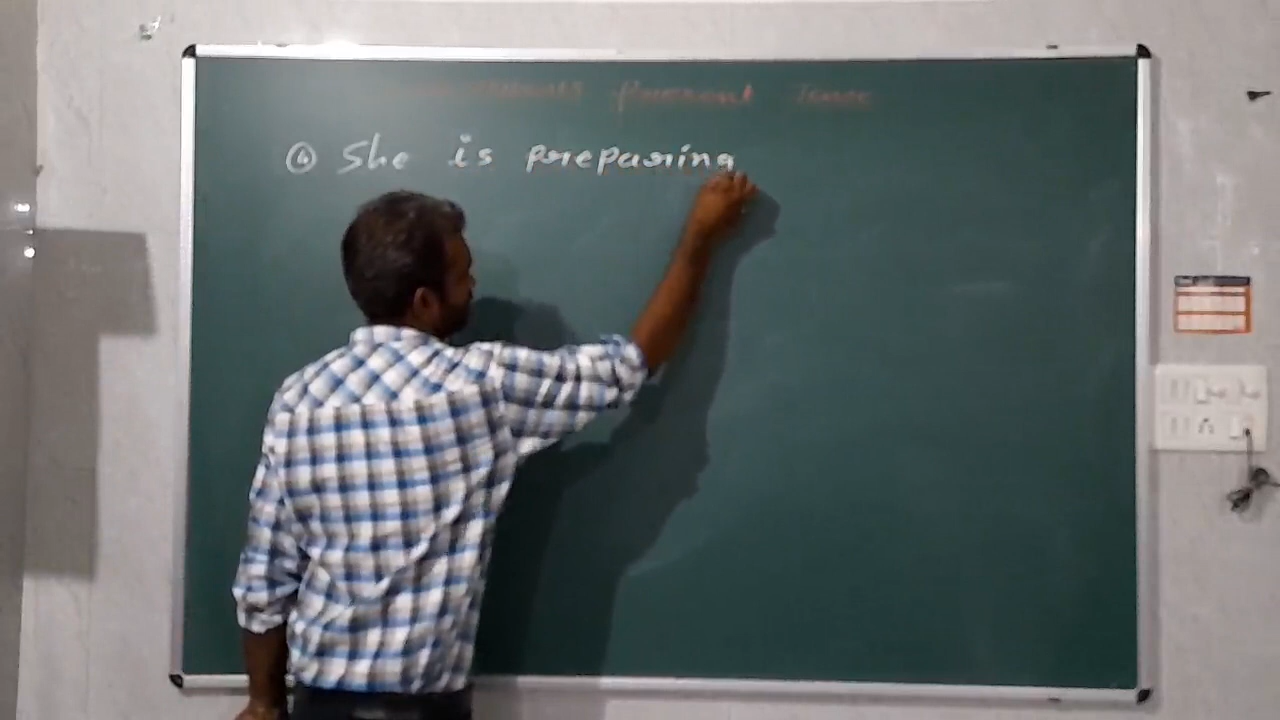 Present Tense
④ She is preparing